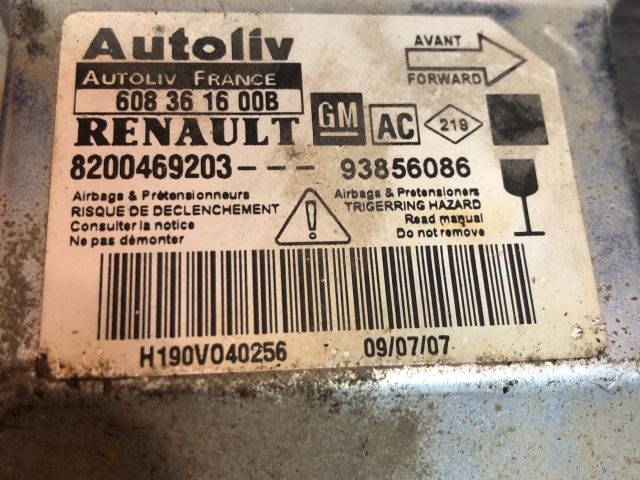 Autoliv
AUTOLIV FRANCE
608 36 16 00B
AVANT
FORWARD
RENAULT GM AC 219
8200469203--- 93856086
Airbags & Prétensionneurs
RISQUE DE DECLENCHEMENT
Consulter la notice
Ne pas démonter
Airbags & Pretensioners
TRIGERRING HAZARD
Read manual
Do not remove
H190V040256 09/07/07